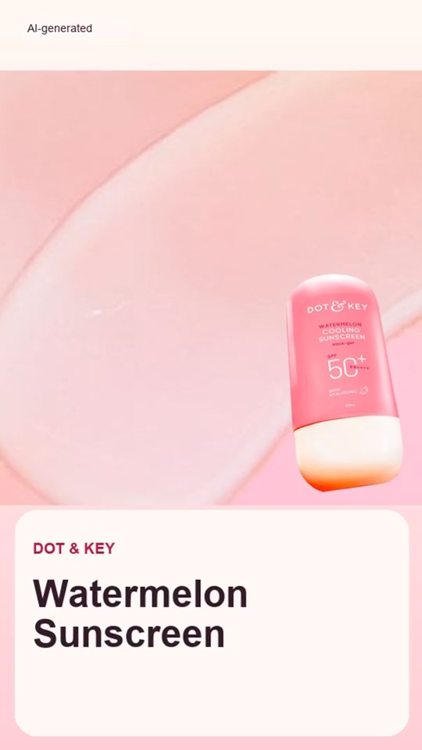 AI-generated
DOT & KEY
WATERMELON
COOLING
SUNSCREEN
SPF
50+
DOT & KEY
Watermelon
Sunscreen